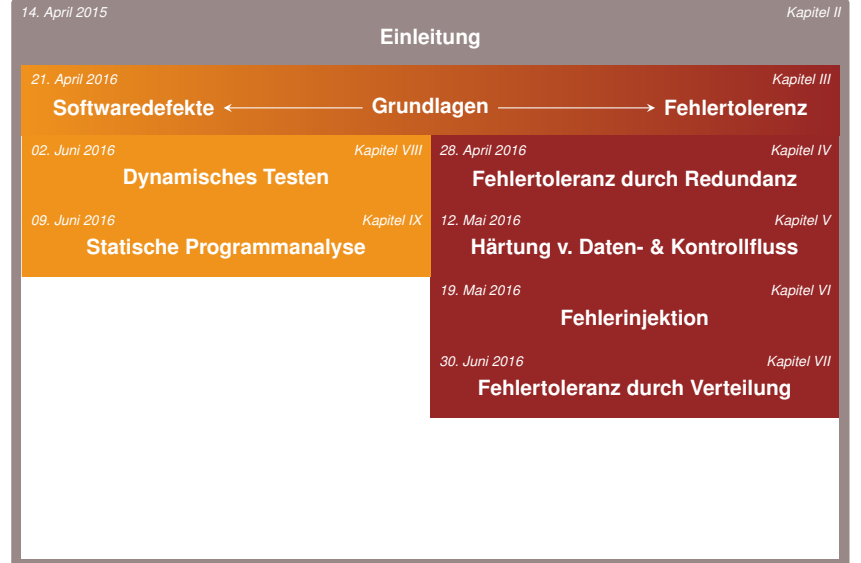 14. April 2015 Kapitel II
Einleitung
21. April 2016 Kapitel III
Softwaredefekte Grundlagen Fehlertolerenz
02. Juni 2016 Kapitel VIII
Dynamisches Testen
09. Juni 2016 Kapitel IX
Statische Programmanalyse
28. April 2016 Kapitel IV
Fehlertoleranz durch Redundanz
12. Mai 2016 Kapitel V
Härtung v. Daten- & Kontrollfluss
19. Mai 2016 Kapitel VI
Fehlerinjektion
30. Juni 2016 Kapitel VII
Fehlertoleranz durch Verteilung